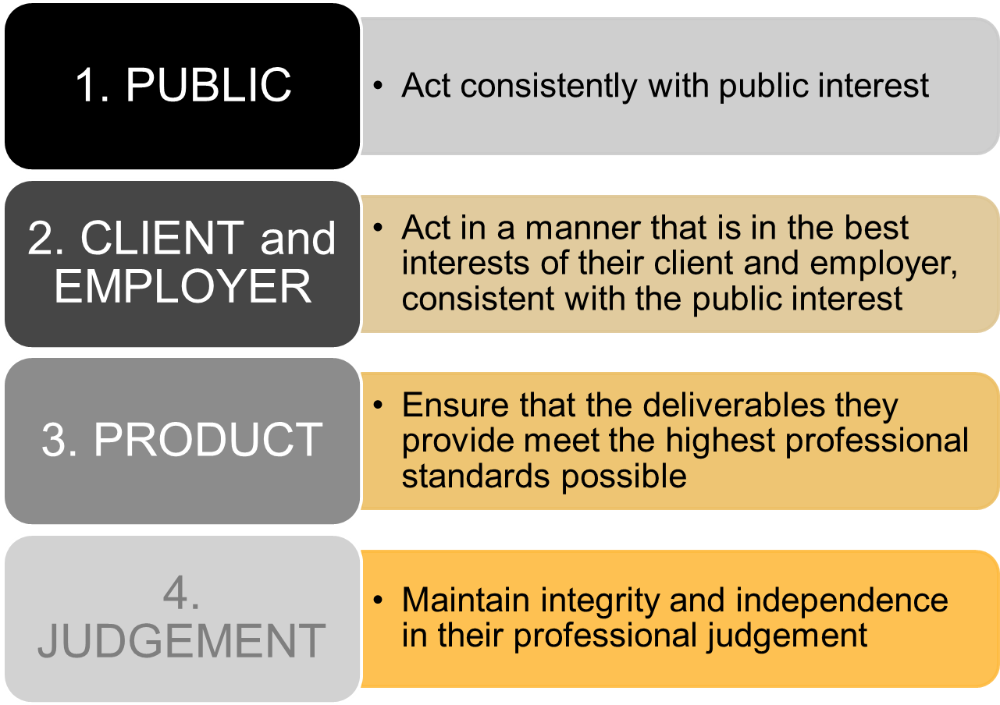 1. PUBLIC
• Act consistently with public interest
2. CLIENT and
EMPLOYER
• Act in a manner that is in the best
interests of their client and employer,
consistent with the public interest
3. PRODUCT
• Ensure that the deliverables they
provide meet the highest professional
standards possible
4.
JUDGEMENT
• Maintain integrity and independence
in their professional judgement